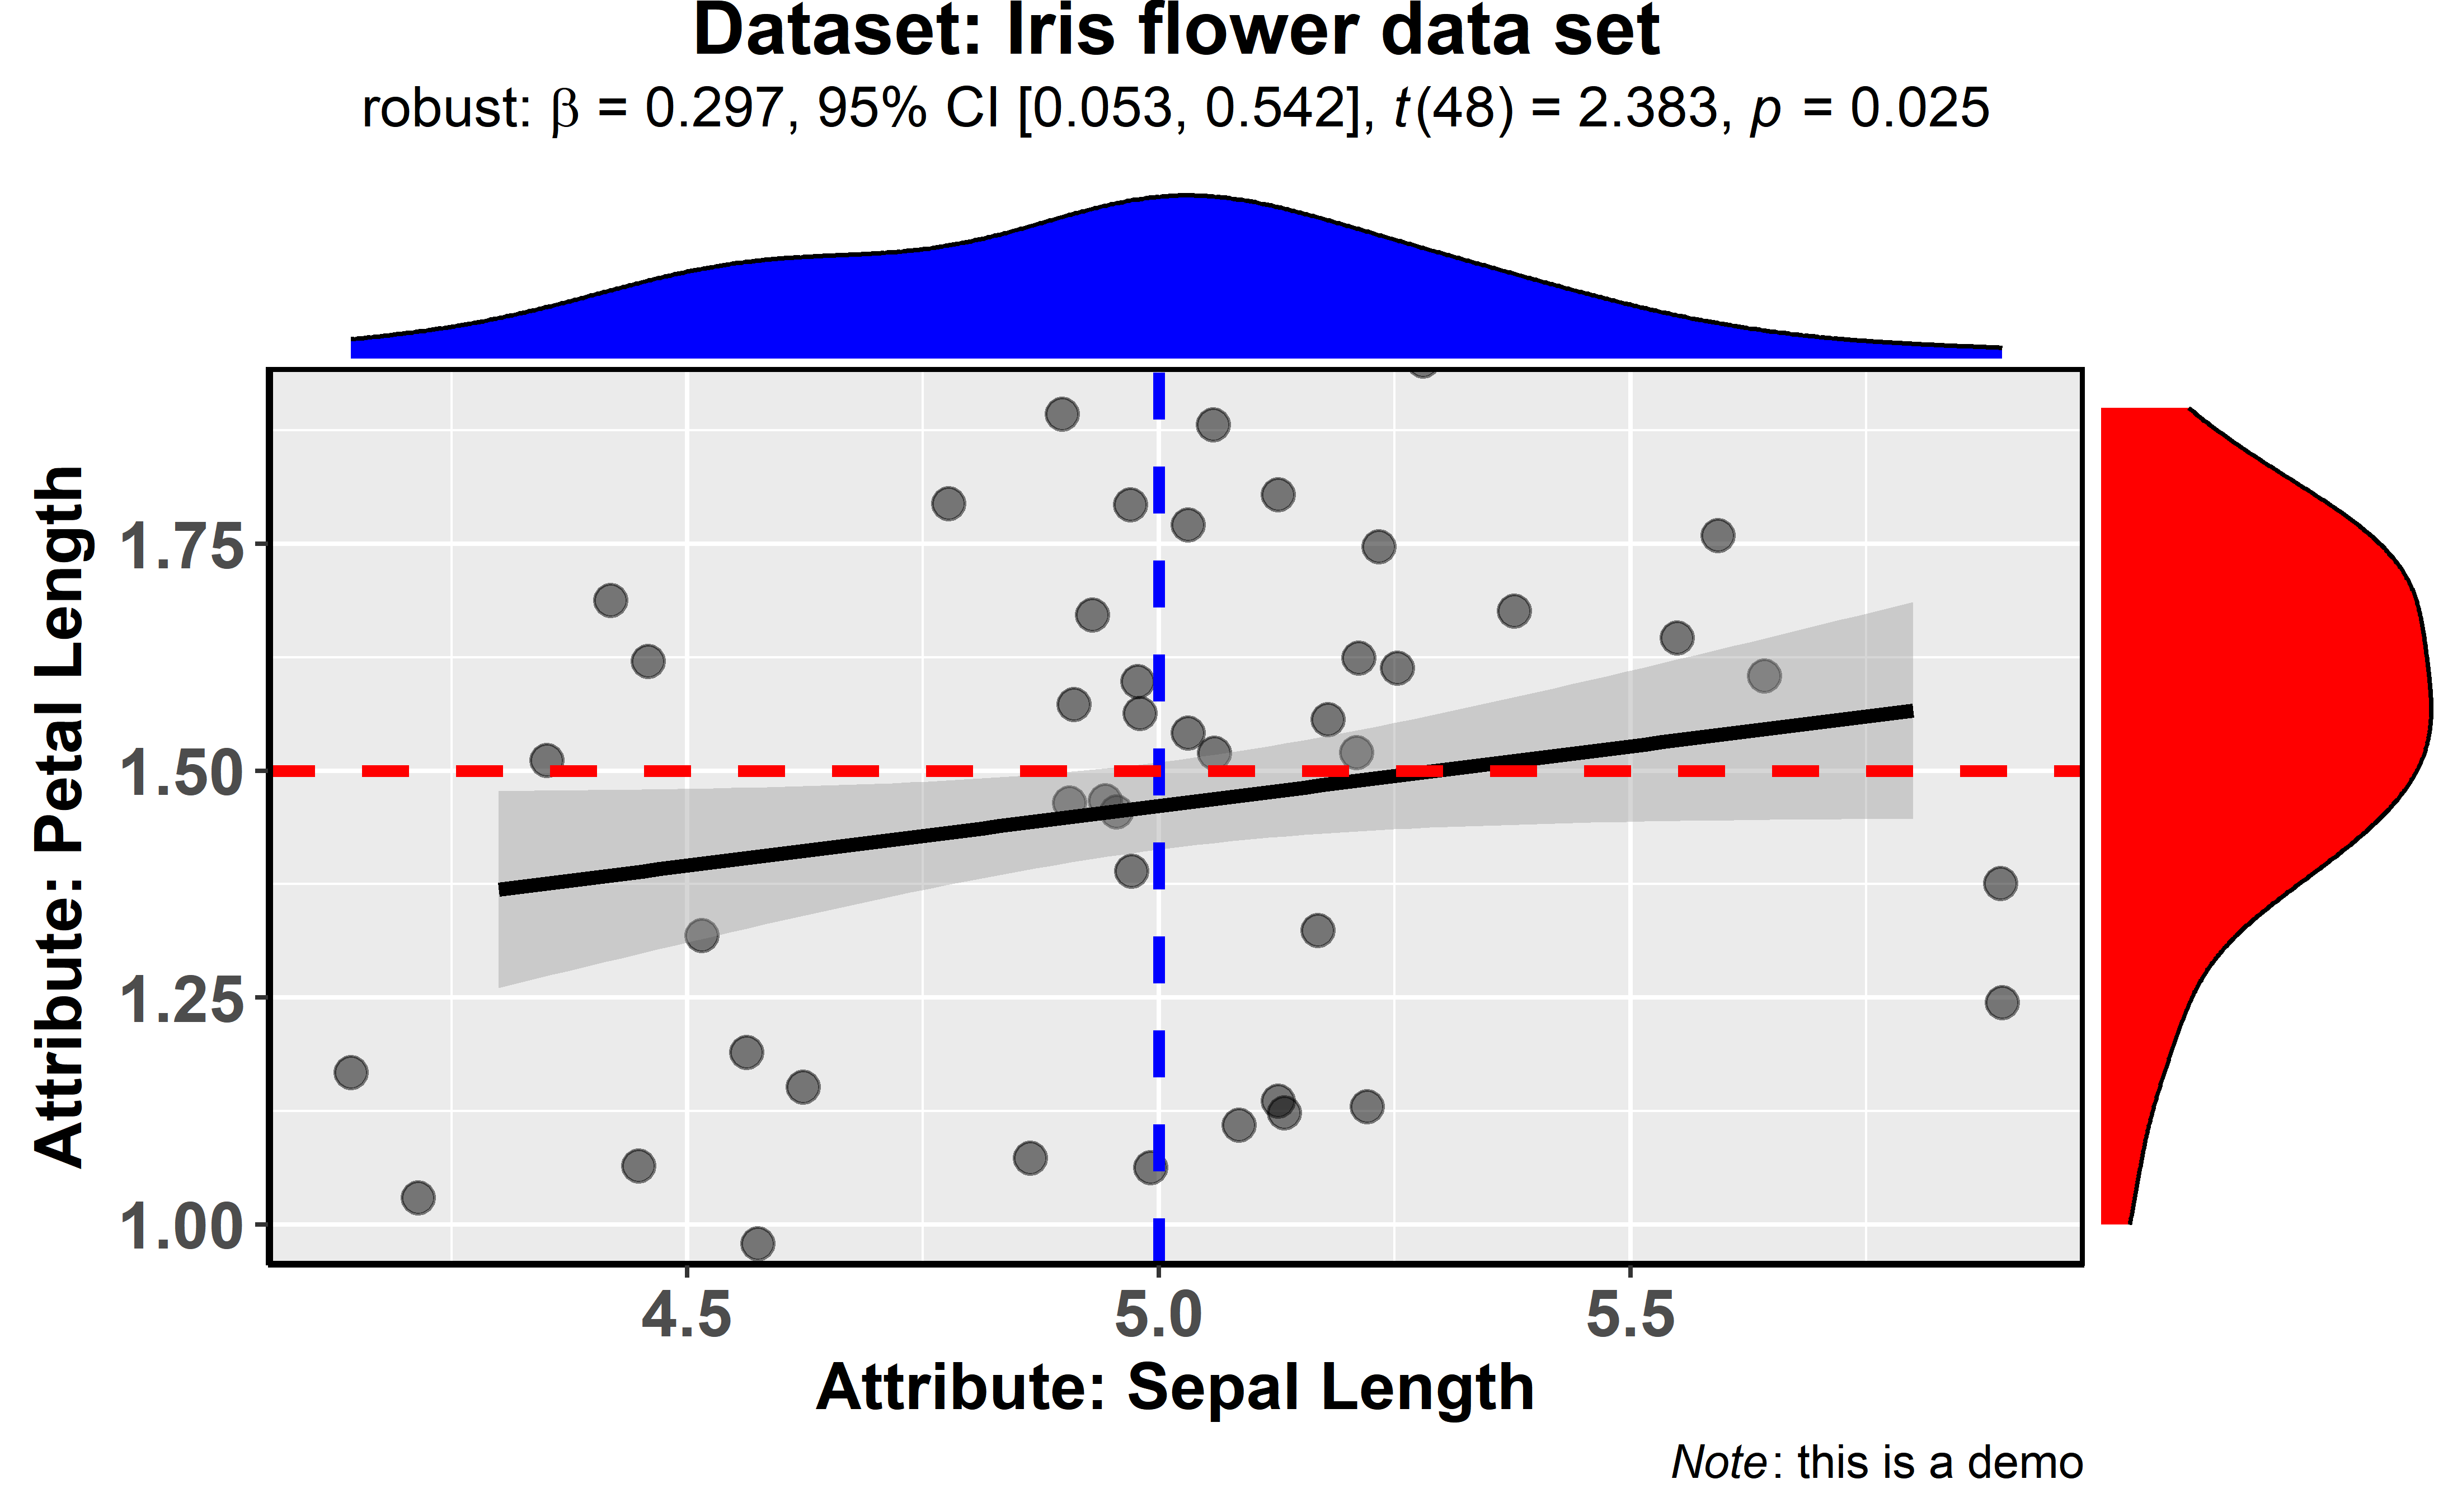 Dataset: Iris flower data set
robust: β = 0.297, 95% CI [0.053, 0.542], t(48) = 2.383, p = 0.025
Attribute: Petal Length
1.75
1.50
1.25
1.00
4.5 5.0 5.5
Attribute: Sepal Length
Note: this is a demo